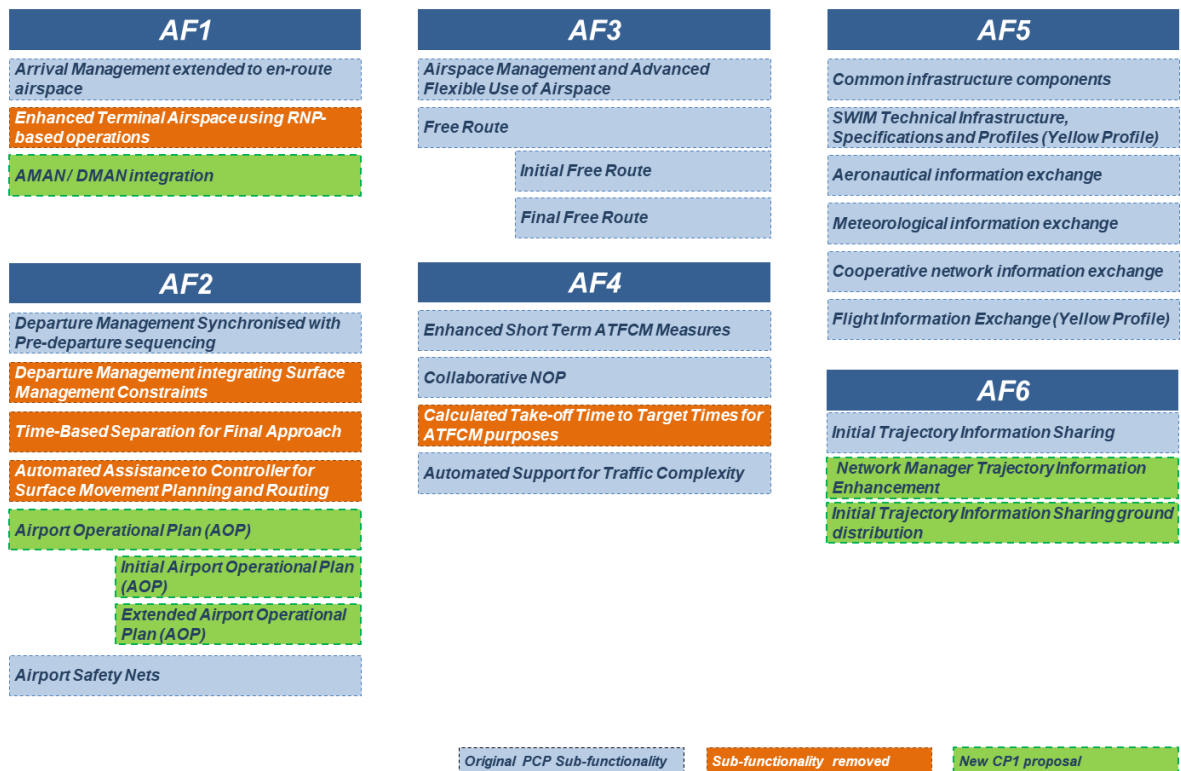 AF1
Arrival Management extended to en-route
airspace
Enhanced Terminal Airspace using RNP-
based operations
AMAN / DMAN integration
AF2
Departure Management Synchronised with
Pre-departure sequencing
Departure Management integrating Surface
Management Constraints
Time-Based Separation for Final Approach
Automated Assistance to Controller for
Surface Movement Planning and Routing
Airport Operational Plan (AOP)
Initial Airport Operational Plan
(AOP)
Extended Airport Operational
Plan (AOP)
Airport Safety Nets
AF3
Airspace Management and Advanced
Flexible Use of Airspace
Free Route
Initial Free Route
Final Free Route
AF4
Enhanced Short Term ATFCM Measures
Collaborative NOP
Calculated Take-off Time to Target Times for
ATFCM purposes
Automated Support for Traffic Complexity
AF5
Common infrastructure components
SWIM Technical Infrastructure,
Specifications and Profiles (Yellow Profile)
Aeronautical information exchange
Meteorological information exchange
Cooperative network information exchange
Flight Information Exchange (Yellow Profile)
AF6
Initial Trajectory Information Sharing
Network Manager Trajectory Information
Enhancement
Initial Trajectory Information Sharing ground
distribution
Original PCP Sub-functionality
Sub-functionality removed
New CP1 proposal